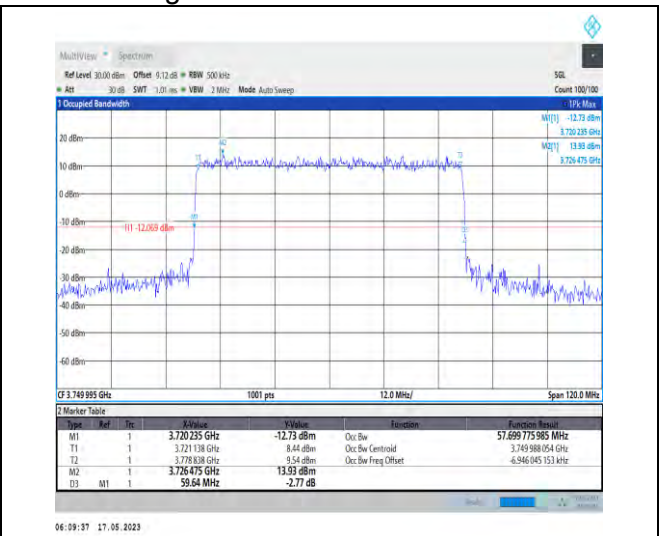 MultiView Spectrum
Ref Level 30.00 dBm Offset 9.12 dB RBW 500 kHz SGL
Att 30 dB SWT 1.01 ms VBW 2 MHz Mode Auto Sweep Count 100/100
1 Occupied Bandwidth 1Pk Max
M1[1] -12.73 dBm
3.720 235 GHz
M2[1] 13.93 dBm
3.726 475 GHz
20 dBm
10 dBm
0 dBm
-10 dBm
H1 -12.069 dBm
-20 dBm
-30 dBm
-40 dBm
-50 dBm
-60 dBm
CF 3.749 995 GHz 1001 pts 12.0 MHz/ Span 120.0 MHz
2 Marker Table
Type Ref Trc X-Value Y-Value Function Function Result
M1 1 3.720 235 GHz -12.73 dBm Occ Bw 57.699 775 985 MHz
T1 1 3.721 138 GHz 8.44 dBm Occ Bw Centroid 3.749 988 054 GHz
T2 1 3.778 838 GHz 9.54 dBm Occ Bw Freq Offset -6.946 045 153 kHz
M2 1 3.726 475 GHz 13.93 dBm
D3 M1 1 59.64 MHz -2.77 dB
06:09:37 17.05.2023